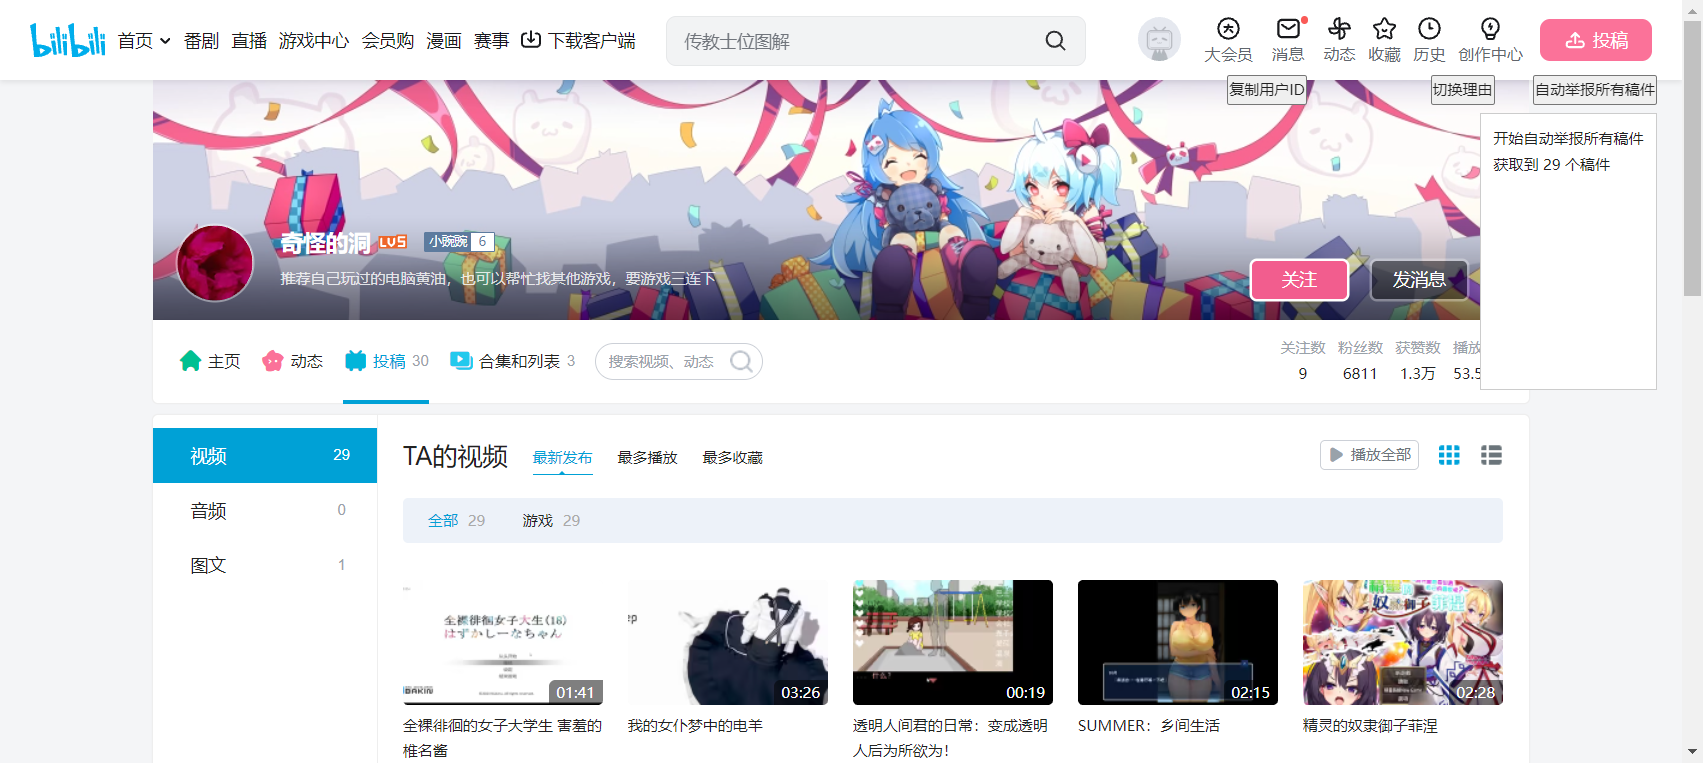 bilibili
首页
番剧
直播
游戏中心
会员购
漫画
赛事
下载客户端
传教士位图解
大会员
消息
动态
收藏
历史
创作中心
投稿
复制用户ID
切换理由
自动举报所有稿件
开始自动举报所有稿件
获取到 29 个稿件
奇怪的洞 LV5 小豌豌 6
推荐自己玩过的电脑黄油，也可以帮忙找其他游戏，要游戏三连下
关注
发消息
主页
动态
投稿 30
合集和列表 3
搜索视频、动态
关注数 粉丝数 获赞数 播放
9 6811 1.3万 53.5
视频 29
音频 0
图文 1
TA的视频
最新发布
最多播放
最多收藏
播放全部
全部 29
游戏 29
全裸徘徊女子大生(18)
はずかしーなちゃん
01:41
03:26
什么?
00:19
02:15
02:28
全裸徘徊的女子大学生 害羞的
椎名酱
我的女仆梦中的电羊
透明人间君的日常：变成透明
人后为所欲为！
SUMMER：乡间生活
精灵的奴隶御子菲涅